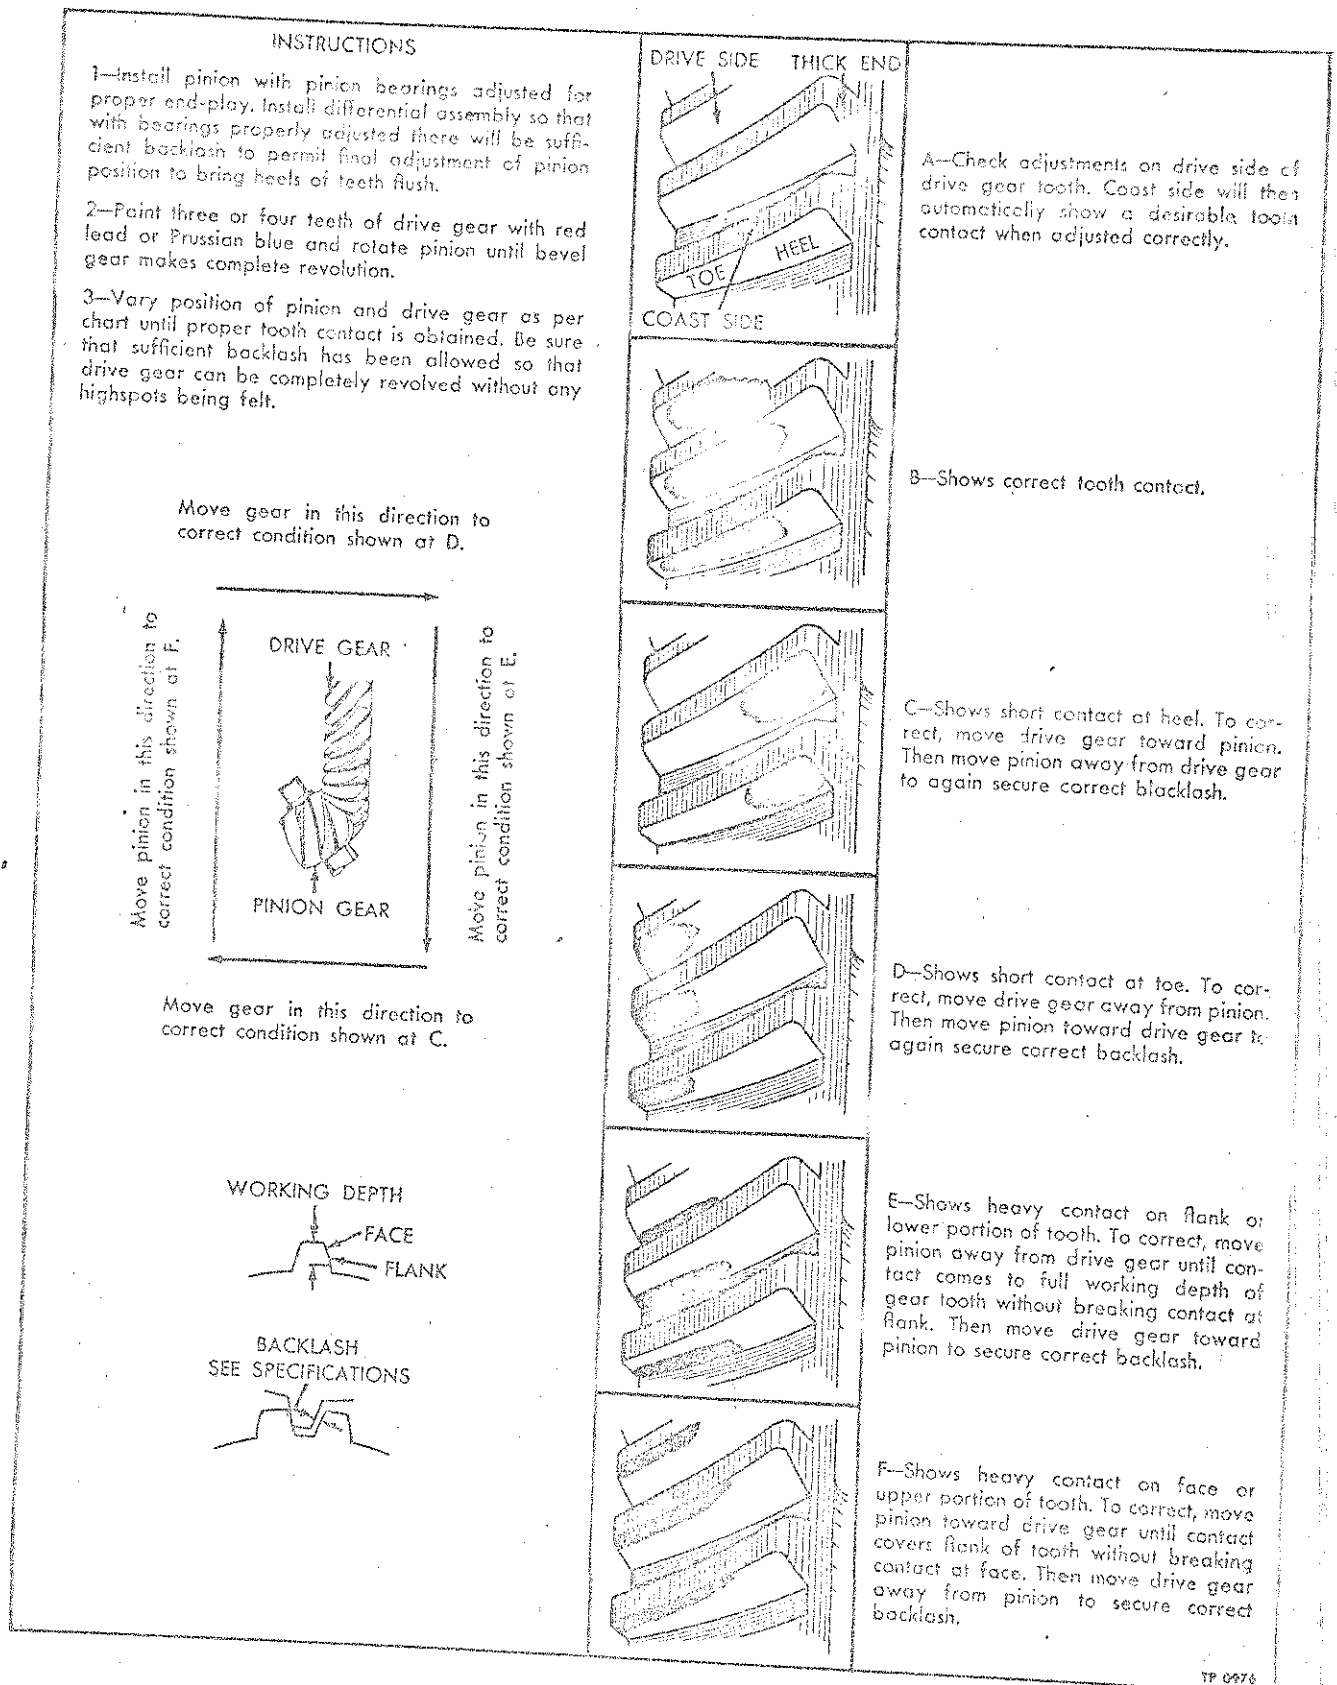 INSTRUCTIONS
1—Install pinion with pinion bearings adjusted for
proper end-play. Install differential assembly so that
with bearings properly adjusted there will be suffi-
cient backlash to permit final adjustment of pinion
position to bring heels of teeth flush.
2—Paint three or four teeth of drive gear with red
lead or Prussian blue and rotate pinion until bevel
gear makes complete revolution.
3—Vary position of pinion and drive gear as per
chart until proper tooth contact is obtained. Be sure
that sufficient backlash has been allowed so that
drive gear can be completely revolved without any
highspots being felt.
Move gear in this direction to
correct condition shown at D.
Move pinion in this direction to
correct condition shown at F.
DRIVE GEAR
PINION GEAR
Move pinion in this direction to
correct condition shown at E.
Move gear in this direction to
correct condition shown at C.
WORKING DEPTH
FACE
FLANK
BACKLASH
SEE SPECIFICATIONS
DRIVE SIDE THICK END
HEEL
TOE
COAST SIDE
A—Check adjustments on drive side of
drive gear tooth. Coast side will then
automatically show a desirable tooth
contact when adjusted correctly.
B—Shows correct tooth contact.
C—Shows short contact at heel. To cor-
rect, move drive gear toward pinion.
Then move pinion away from drive gear
to again secure correct blacklash.
D—Shows short contact at toe. To cor-
rect, move drive gear away from pinion.
Then move pinion toward drive gear to
again secure correct backlash.
E—Shows heavy contact on flank or
lower portion of tooth. To correct, move
pinion away from drive gear until con-
tact comes to full working depth of
gear tooth without breaking contact at
flank. Then move drive gear toward
pinion to secure correct backlash.
F—Shows heavy contact on face or
upper portion of tooth. To correct, move
pinion toward drive gear until contact
covers flank of tooth without breaking
contact at face. Then move drive gear
away from pinion to secure correct
backlash.
TP 0976